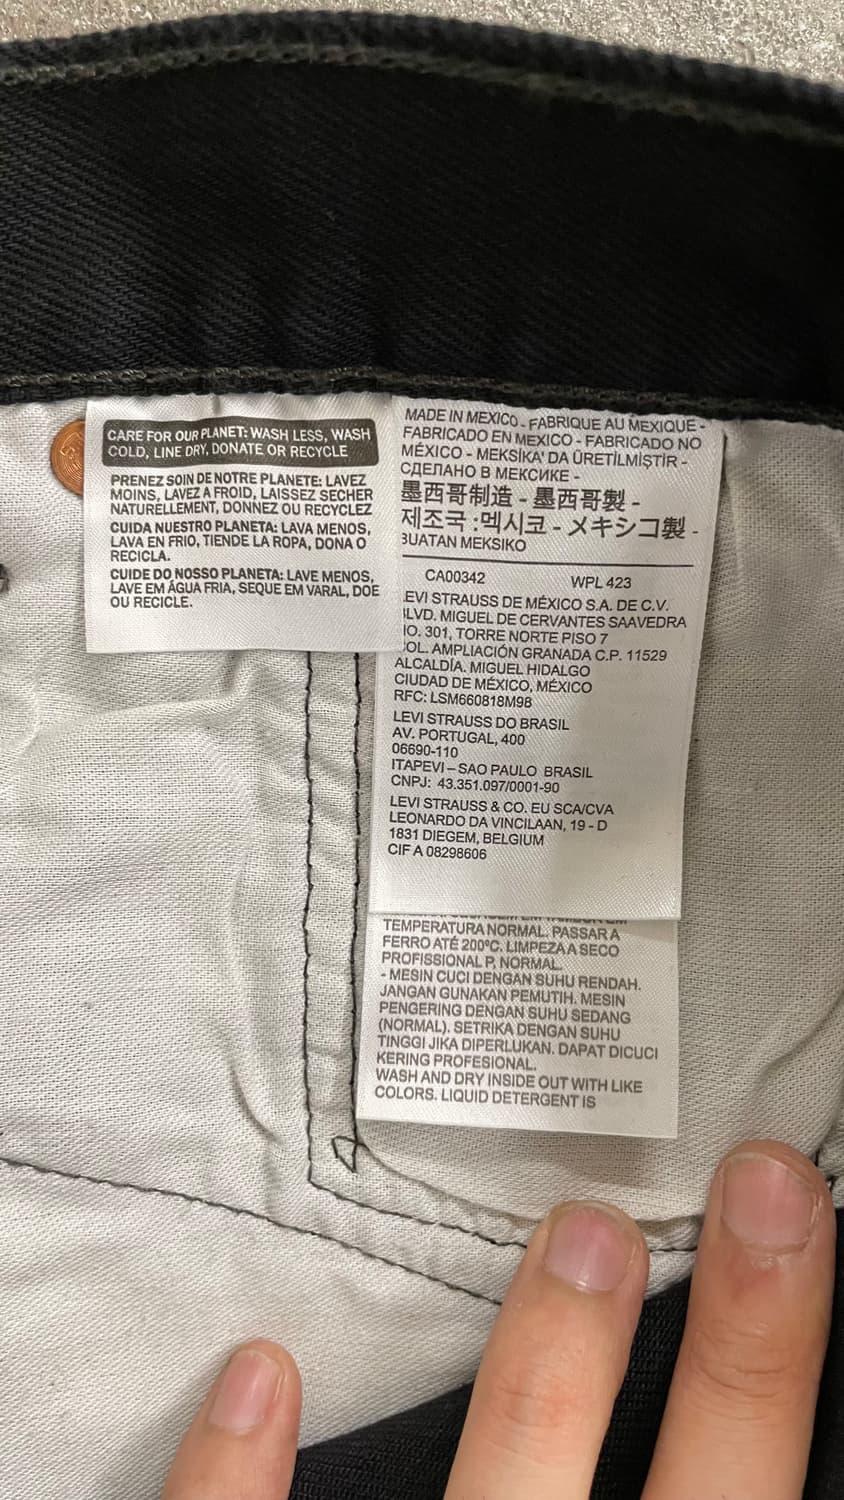 CARE FOR OUR PLANET: WASH LESS, WASH
COLD, LINE DRY, DONATE OR RECYCLE
PRENEZ SOIN DE NOTRE PLANETE: LAVEZ
MOINS, LAVEZ A FROID, LAISSEZ SECHER
NATURELLEMENT, DONNEZ OU RECYCLEZ
CUIDA NUESTRO PLANETA: LAVA MENOS,
LAVA EN FRIO, TIENDE LA ROPA, DONA O
RECICLA.
CUIDE DO NOSSO PLANETA: LAVE MENOS,
LAVE EM ÁGUA FRIA, SEQUE EM VARAL, DOE
OU RECICLE.
MADE IN MEXICO - FABRIQUE AU MEXIQUE -
FABRICADO EN MEXICO - FABRICADO NO
MÉXICO - MEKSİKA' DA ÜRETİLMİŞTİR -
СДЕЛАНО В МЕКСИКЕ -
墨西哥制造 - 墨西哥製 -
제조국 :멕시코 - メキシコ製 -
BUATAN MEKSIKO
CA00342 WPL 423
LEVI STRAUSS DE MÉXICO S.A. DE C.V.
BLVD. MIGUEL DE CERVANTES SAAVEDRA
NO. 301, TORRE NORTE PISO 7
COL. AMPLIACIÓN GRANADA C.P. 11529
ALCALDÍA. MIGUEL HIDALGO
CIUDAD DE MÉXICO, MÉXICO
RFC: LSM660818M98
LEVI STRAUSS DO BRASIL
AV. PORTUGAL, 400
06690-110
ITAPEVI – SAO PAULO BRASIL
CNPJ: 43.351.097/0001-90
LEVI STRAUSS & CO. EU SCA/CVA
LEONARDO DA VINCILAAN, 19 - D
1831 DIEGEM, BELGIUM
CIF A 08298606
TEMPERATURA NORMAL. PASSAR A
FERRO ATÉ 200ºC. LIMPEZA A SECO
PROFISSIONAL P, NORMAL.
- MESIN CUCI DENGAN SUHU RENDAH.
JANGAN GUNAKAN PEMUTIH. MESIN
PENGERING DENGAN SUHU SEDANG
(NORMAL). SETRIKA DENGAN SUHU
TINGGI JIKA DIPERLUKAN. DAPAT DICUCI
KERING PROFESIONAL.
WASH AND DRY INSIDE OUT WITH LIKE
COLORS. LIQUID DETERGENT IS